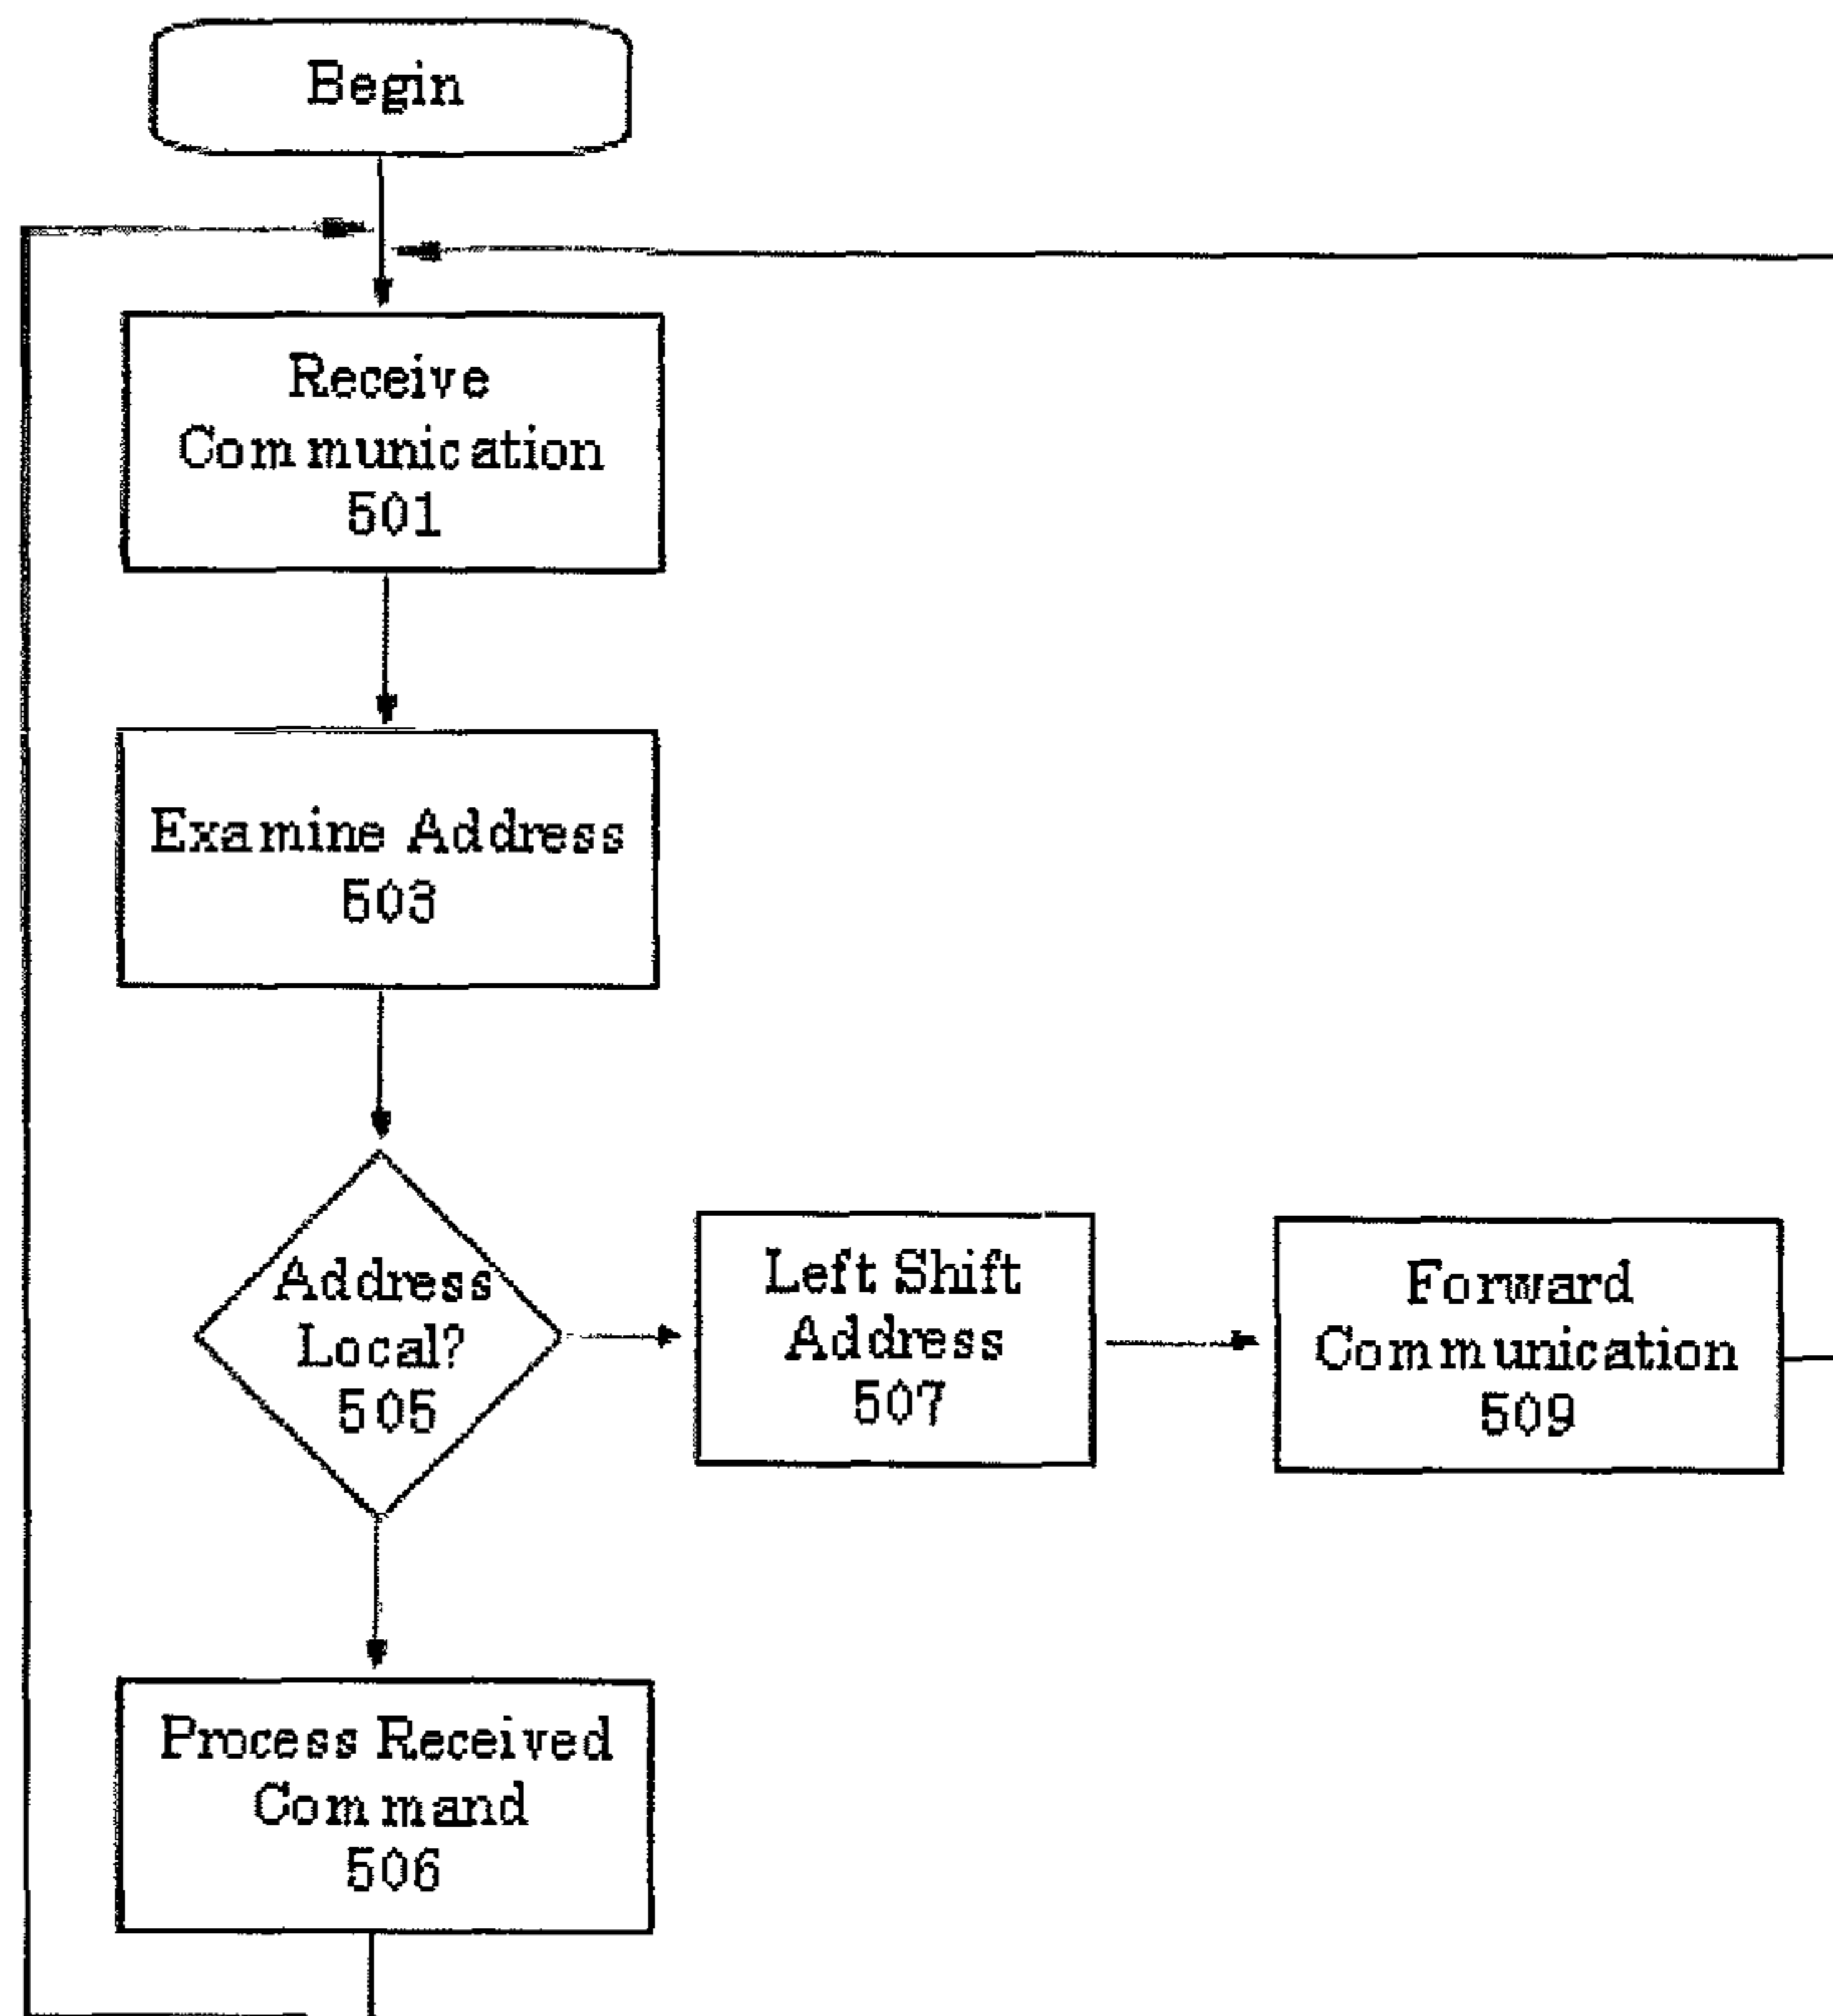 Begin
Receive
Communication
501
Examine Address
503
Address
Local?
505
Left Shift
Address
507
Forward
Communication
509
Process Received
Command
506